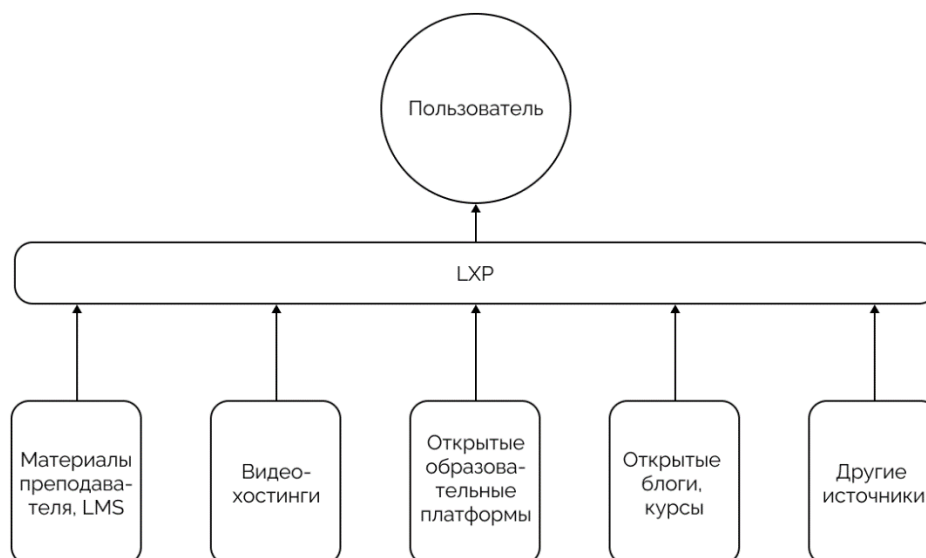 Пользователь
LXP
Материалы
преподава-
теля, LMS
Видео-
хостинги
Открытые
образова-
тельные
платформы
Открытые
блоги,
курсы
Другие
источники